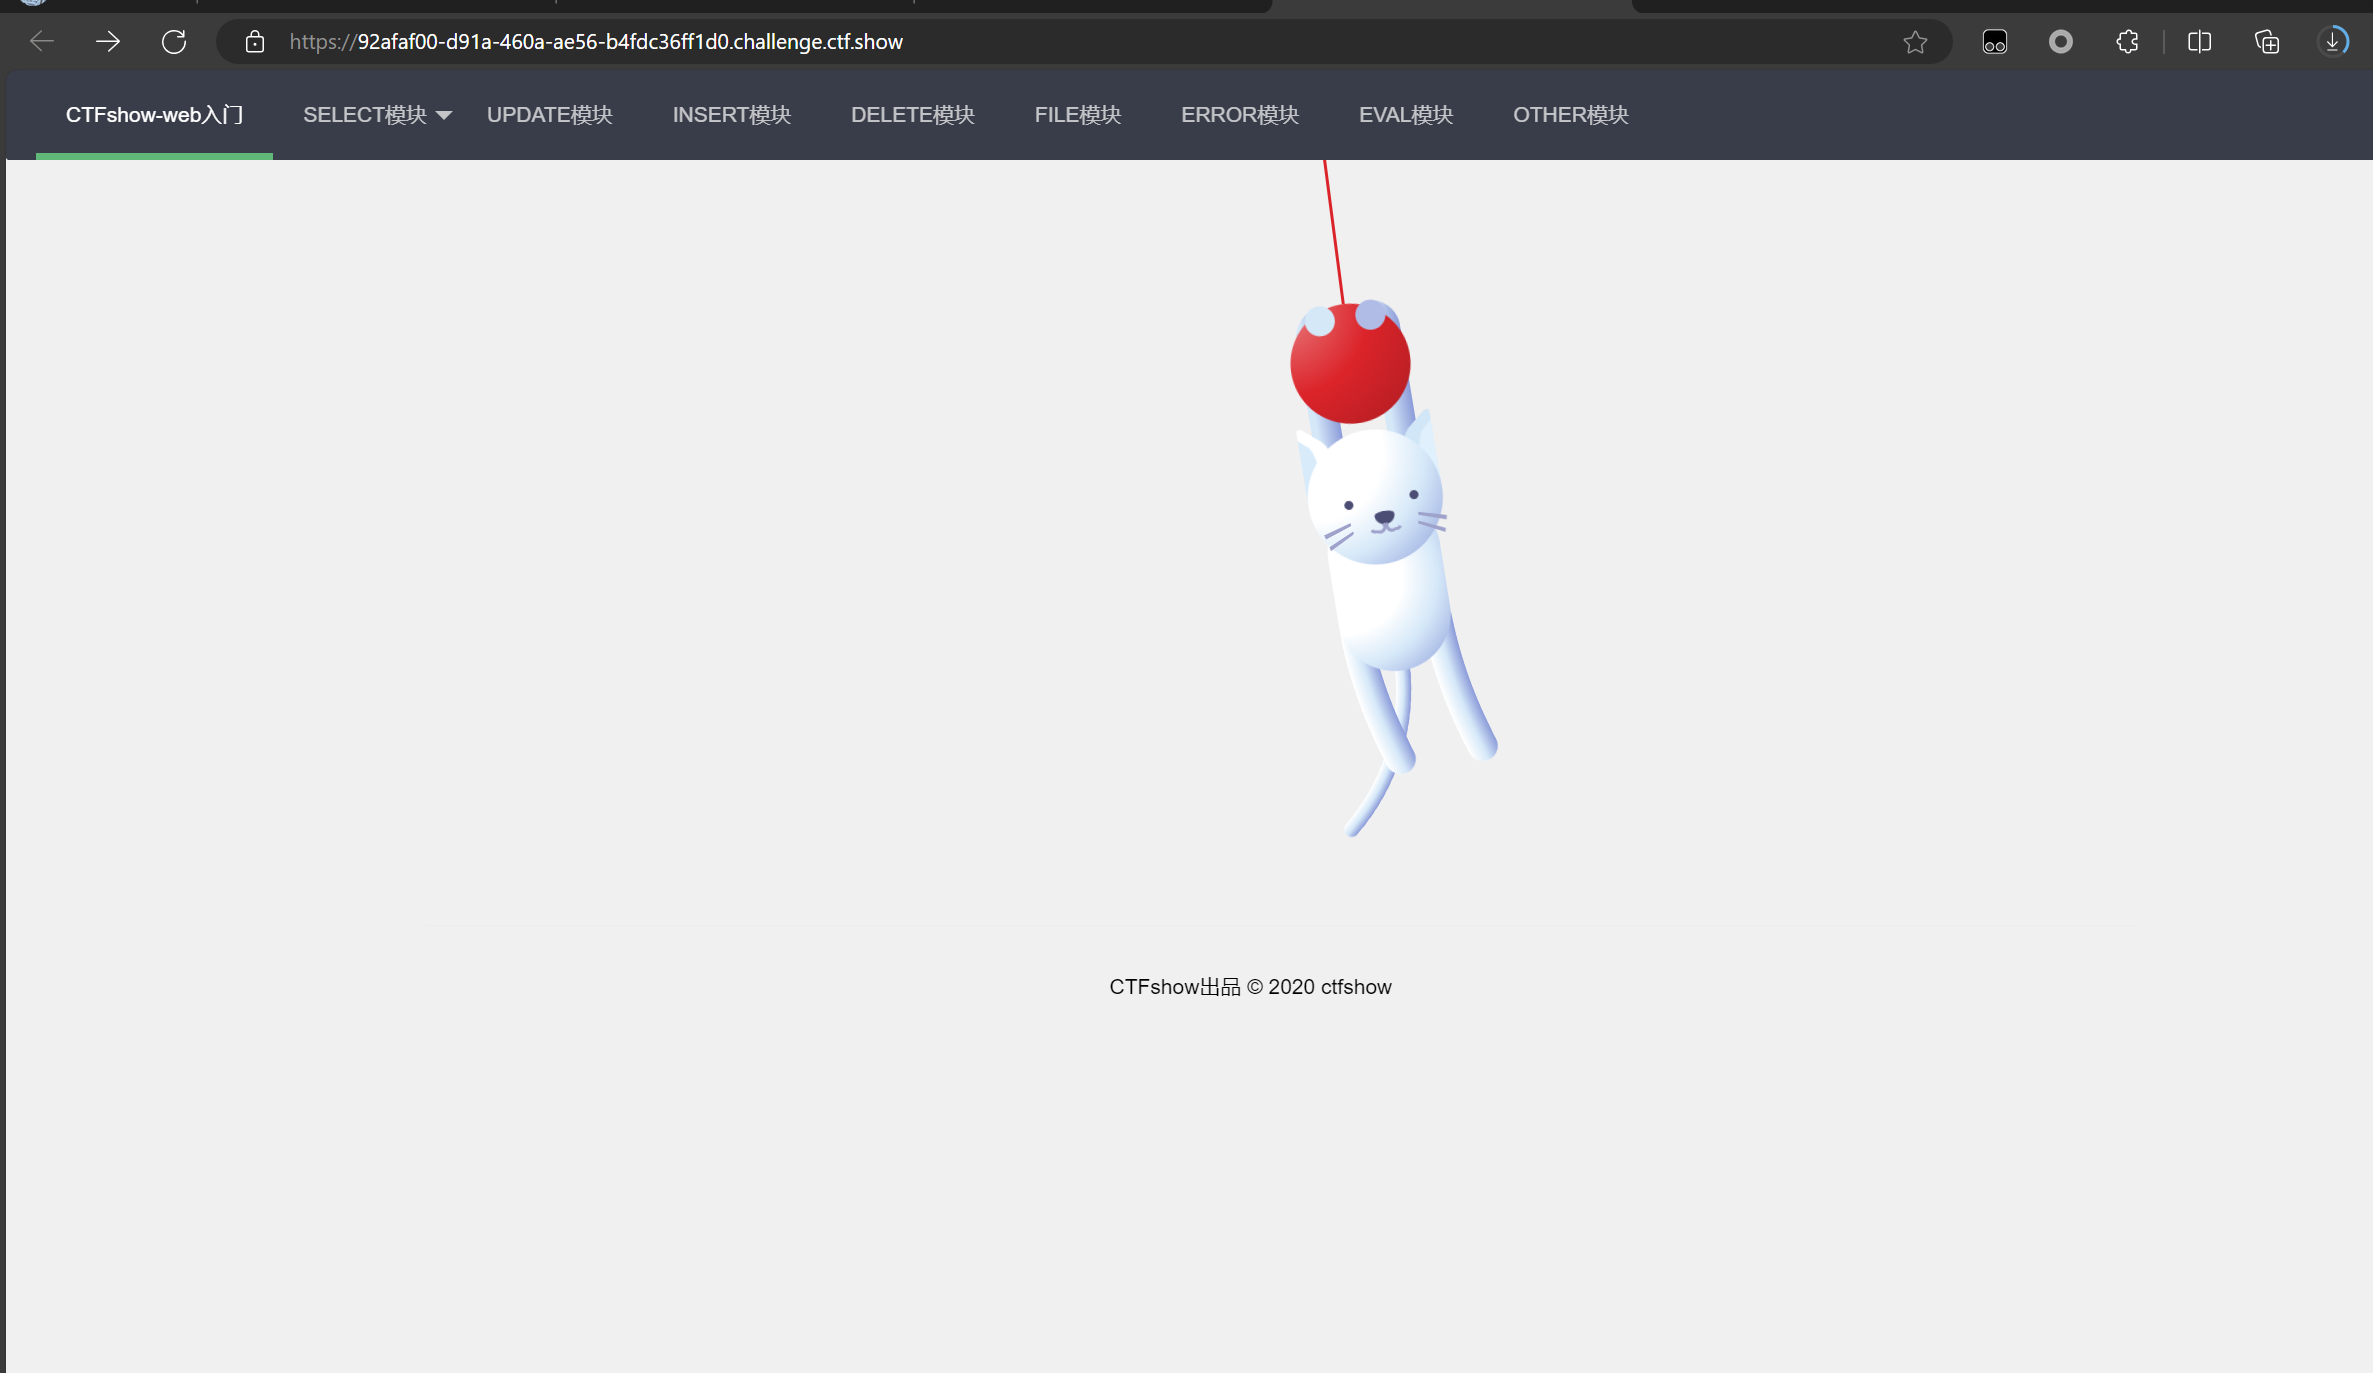 https://92afaf00-d91a-460a-ae56-b4fdc36ff1d0.challenge.ctf.show
CTFshow-web入门 SELECT模块 UPDATE模块 INSERT模块 DELETE模块 FILE模块 ERROR模块 EVAL模块 OTHER模块
CTFshow出品 © 2020 ctfshow